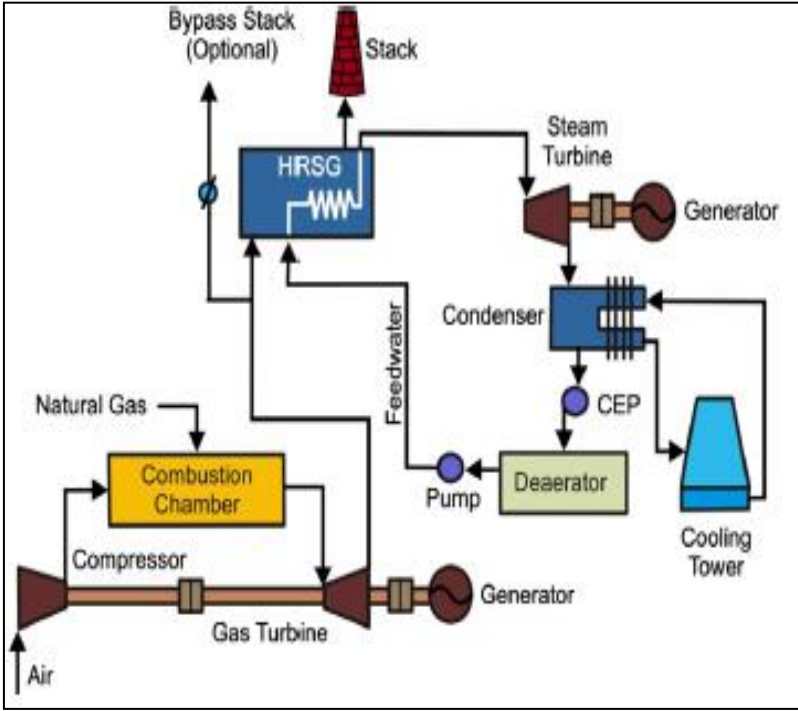 Bypass Stack
(Optional)
Stack
HRSG
Steam
Turbine
Generator
Condenser
Feedwater
CEP
Natural Gas
Combustion
Chamber
Pump
Deaerator
Cooling
Tower
Compressor
Gas Turbine
Generator
Air